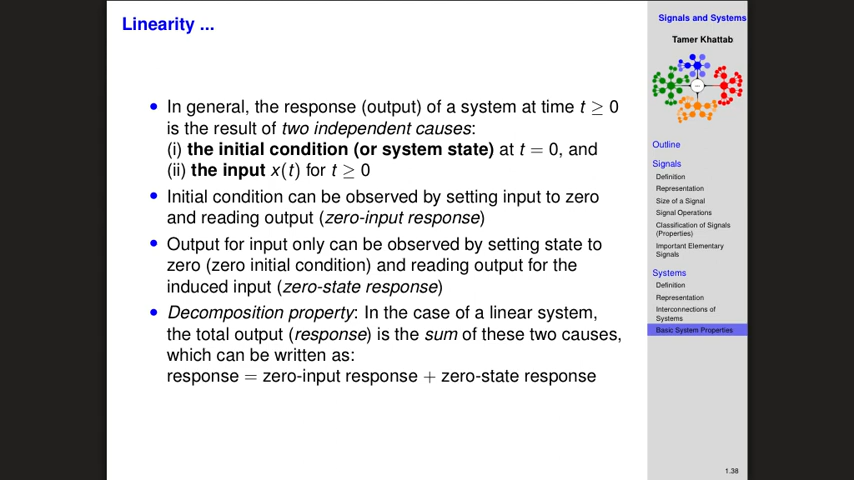 Linearity ...
• In general, the response (output) of a system at time t ≥ 0
is the result of two independent causes:
(i) the initial condition (or system state) at t = 0, and
(ii) the input x(t) for t ≥ 0
• Initial condition can be observed by setting input to zero
and reading output (zero-input response)
• Output for input only can be observed by setting state to
zero (zero initial condition) and reading output for the
induced input (zero-state response)
• Decomposition property: In the case of a linear system,
the total output (response) is the sum of these two causes,
which can be written as:
response = zero-input response + zero-state response
Signals and Systems
Tamer Khattab
Outline
Signals
Definition
Representation
Size of a Signal
Signal Operations
Classification of Signals
(Properties)
Important Elementary
Signals
Systems
Definition
Representation
Interconnections of
Systems
Basic System Properties
1.38